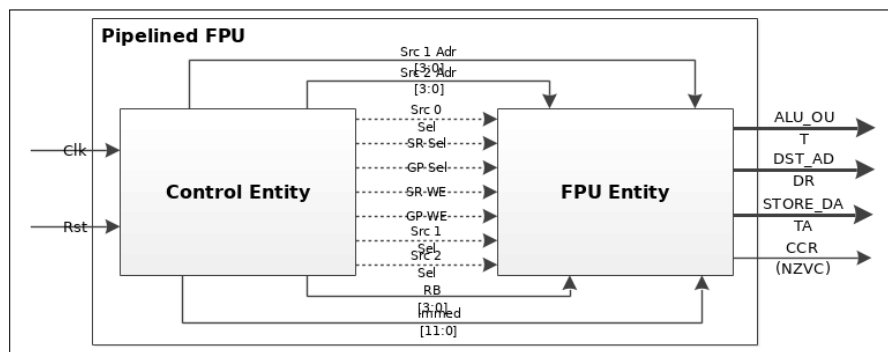 Pipelined FPU
Src 1 Adr
[3:0]
Src 2 Adr
[3:0]
Src 0
Sel
SR Sel
GP Sel
SR WE
GP WE
Src 1
Sel
Src 2
Sel
RB
[3:0]
Immed
[11:0]
Clk
Rst
Control Entity
FPU Entity
ALU_OU
T
DST_AD
DR
STORE_DA
TA
CCR
(NZVC)